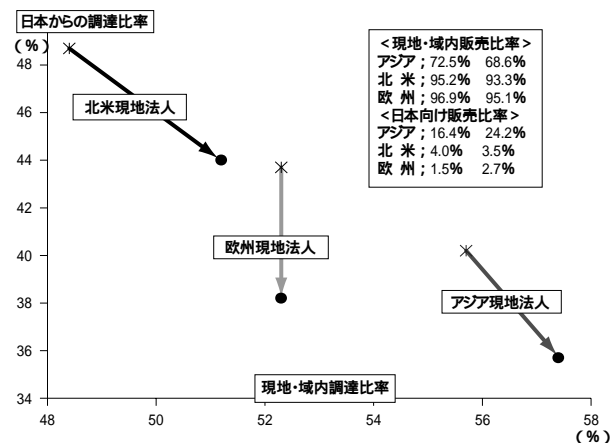 日本からの調達比率
(%)
48
46
44
42
40
38
36
34
48
50
52
54
56
58
(%)
北米現地法人
欧州現地法人
アジア現地法人
現地・域内調達比率
<現地・域内販売比率>
アジア;72.5% 68.6%
北 米;95.2% 93.3%
欧 州;96.9% 95.1%
<日本向け販売比率>
アジア;16.4% 24.2%
北 米;4.0% 3.5%
欧 州;1.5% 2.7%